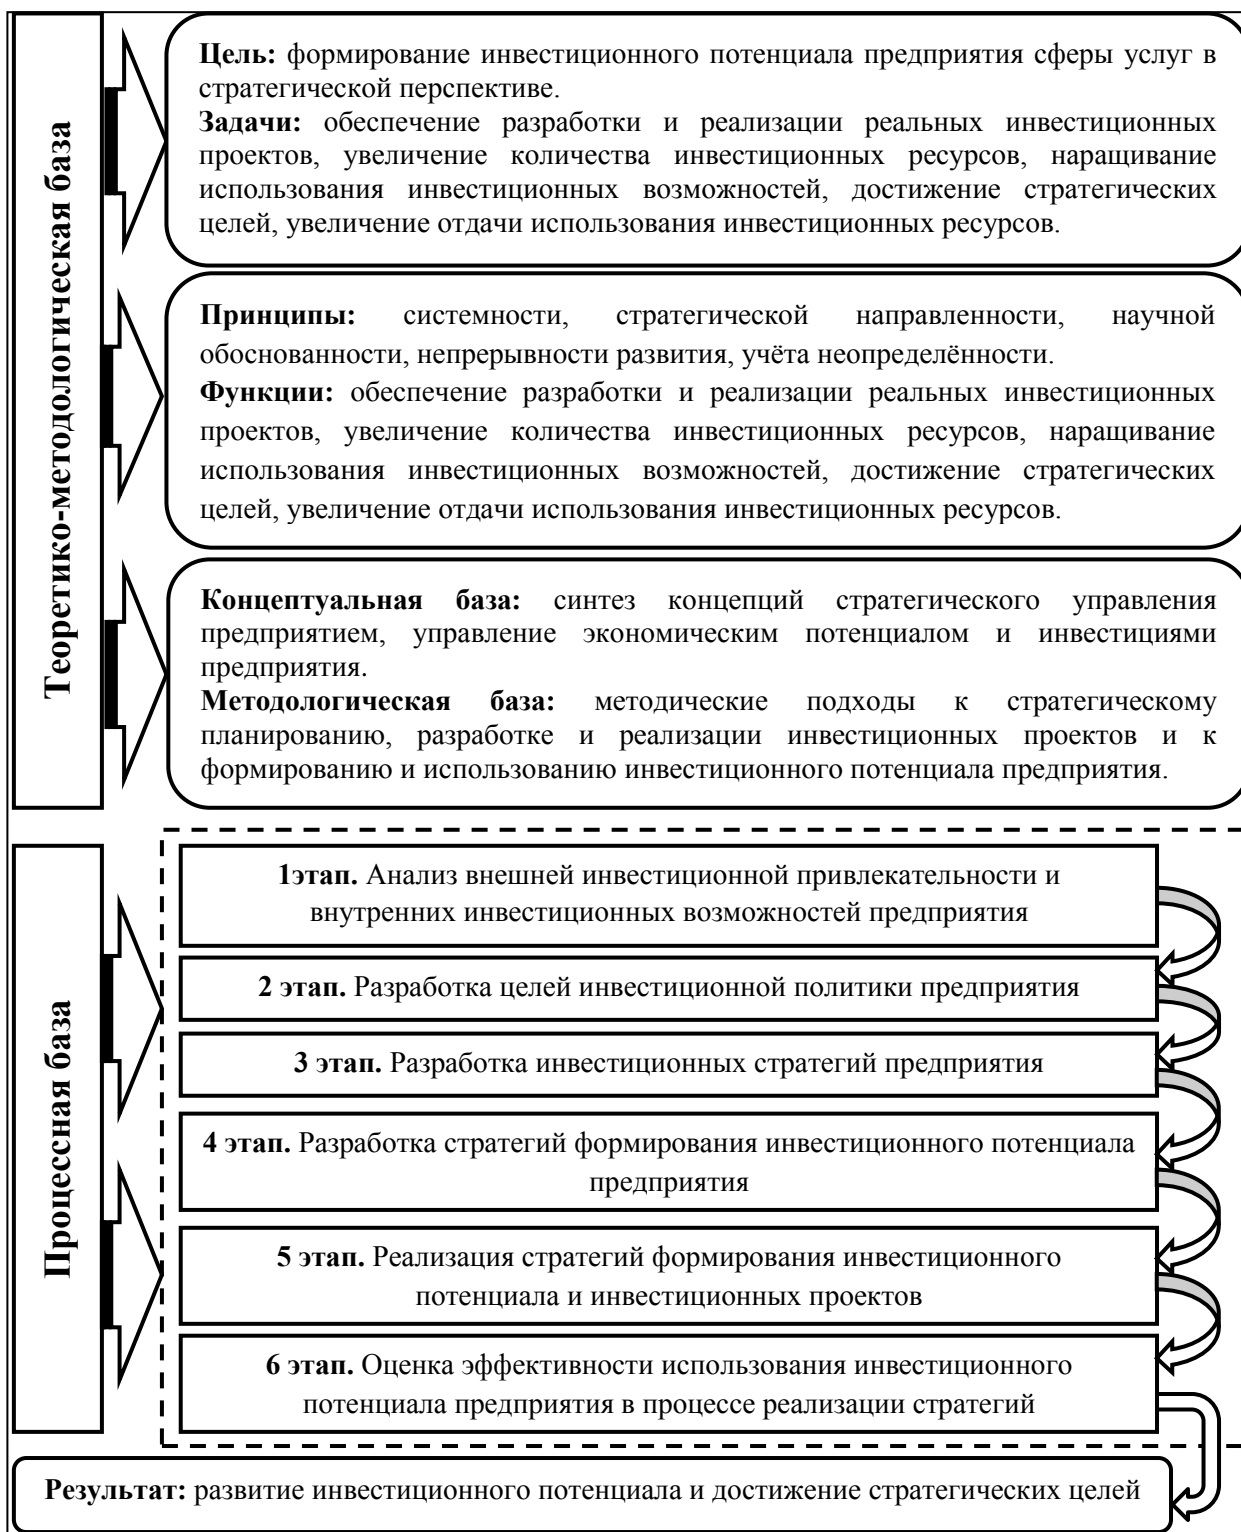 Теоретико-методологическая база
Цель: формирование инвестиционного потенциала предприятия сферы услуг в
стратегической перспективе.
Задачи: обеспечение разработки и реализации реальных инвестиционных
проектов, увеличение количества инвестиционных ресурсов, наращивание
использования инвестиционных возможностей, достижение стратегических
целей, увеличение отдачи использования инвестиционных ресурсов.
Принципы: системности, стратегической направленности, научной
обоснованности, непрерывности развития, учёта неопределённости.
Функции: обеспечение разработки и реализации реальных инвестиционных
проектов, увеличение количества инвестиционных ресурсов, наращивание
использования инвестиционных возможностей, достижение стратегических
целей, увеличение отдачи использования инвестиционных ресурсов.
Концептуальная база: синтез концепций стратегического управления
предприятием, управление экономическим потенциалом и инвестициями
предприятия.
Методологическая база: методические подходы к стратегическому
планированию, разработке и реализации инвестиционных проектов и к
формированию и использованию инвестиционного потенциала предприятия.
Процессная база
1этап. Анализ внешней инвестиционной привлекательности и
внутренних инвестиционных возможностей предприятия
2 этап. Разработка целей инвестиционной политики предприятия
3 этап. Разработка инвестиционных стратегий предприятия
4 этап. Разработка стратегий формирования инвестиционного потенциала
предприятия
5 этап. Реализация стратегий формирования инвестиционного
потенциала и инвестиционных проектов
6 этап. Оценка эффективности использования инвестиционного
потенциала предприятия в процессе реализации стратегий
Результат: развитие инвестиционного потенциала и достижение стратегических целей